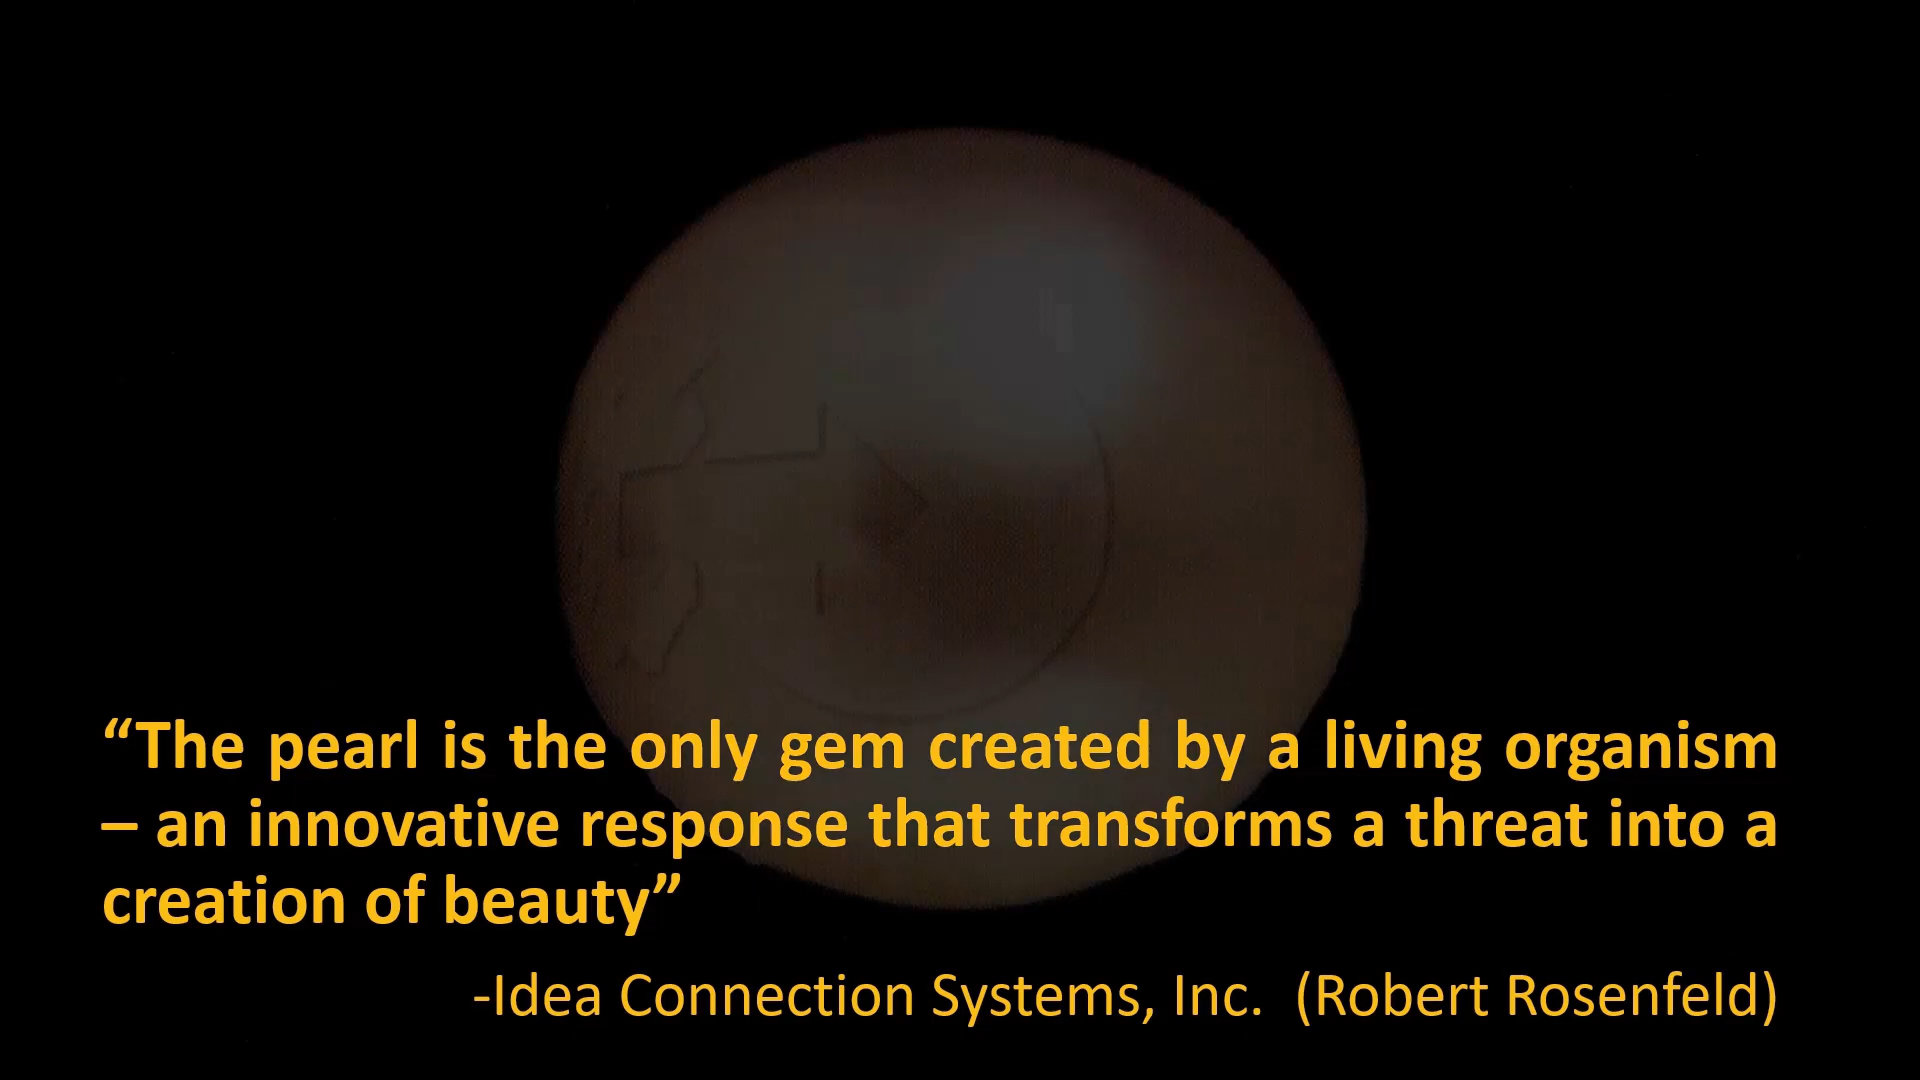 “The pearl is the only gem created by a living organism
– an innovative response that transforms a threat into a
creation of beauty”
-Idea Connection Systems, Inc.  (Robert Rosenfeld)